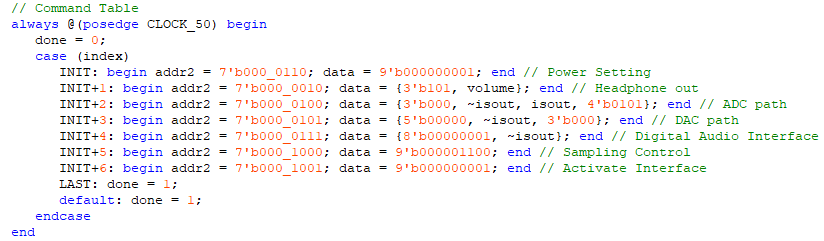 // Command Table
always @(posedge CLOCK_50) begin
   done = 0;
   case (index)
      INIT: begin addr2 = 7'b000_0110; data = 9'b000000001; end // Power Setting
      INIT+1: begin addr2 = 7'b000_0010; data = {3'b101, volume}; end // Headphone out
      INIT+2: begin addr2 = 7'b000_0100; data = {3'b000, ~isout, isout, 4'b0101}; end // ADC path
      INIT+3: begin addr2 = 7'b000_0101; data = {5'b00000, ~isout, 3'b000}; end // DAC path
      INIT+4: begin addr2 = 7'b000_0111; data = {8'b00000001, ~isout}; end // Digital Audio Interface
      INIT+5: begin addr2 = 7'b000_1000; data = 9'b000001100; end // Sampling Control
      INIT+6: begin addr2 = 7'b000_1001; data = 9'b000000001; end // Activate Interface
      LAST: done = 1;
      default: done = 1;
   endcase
end